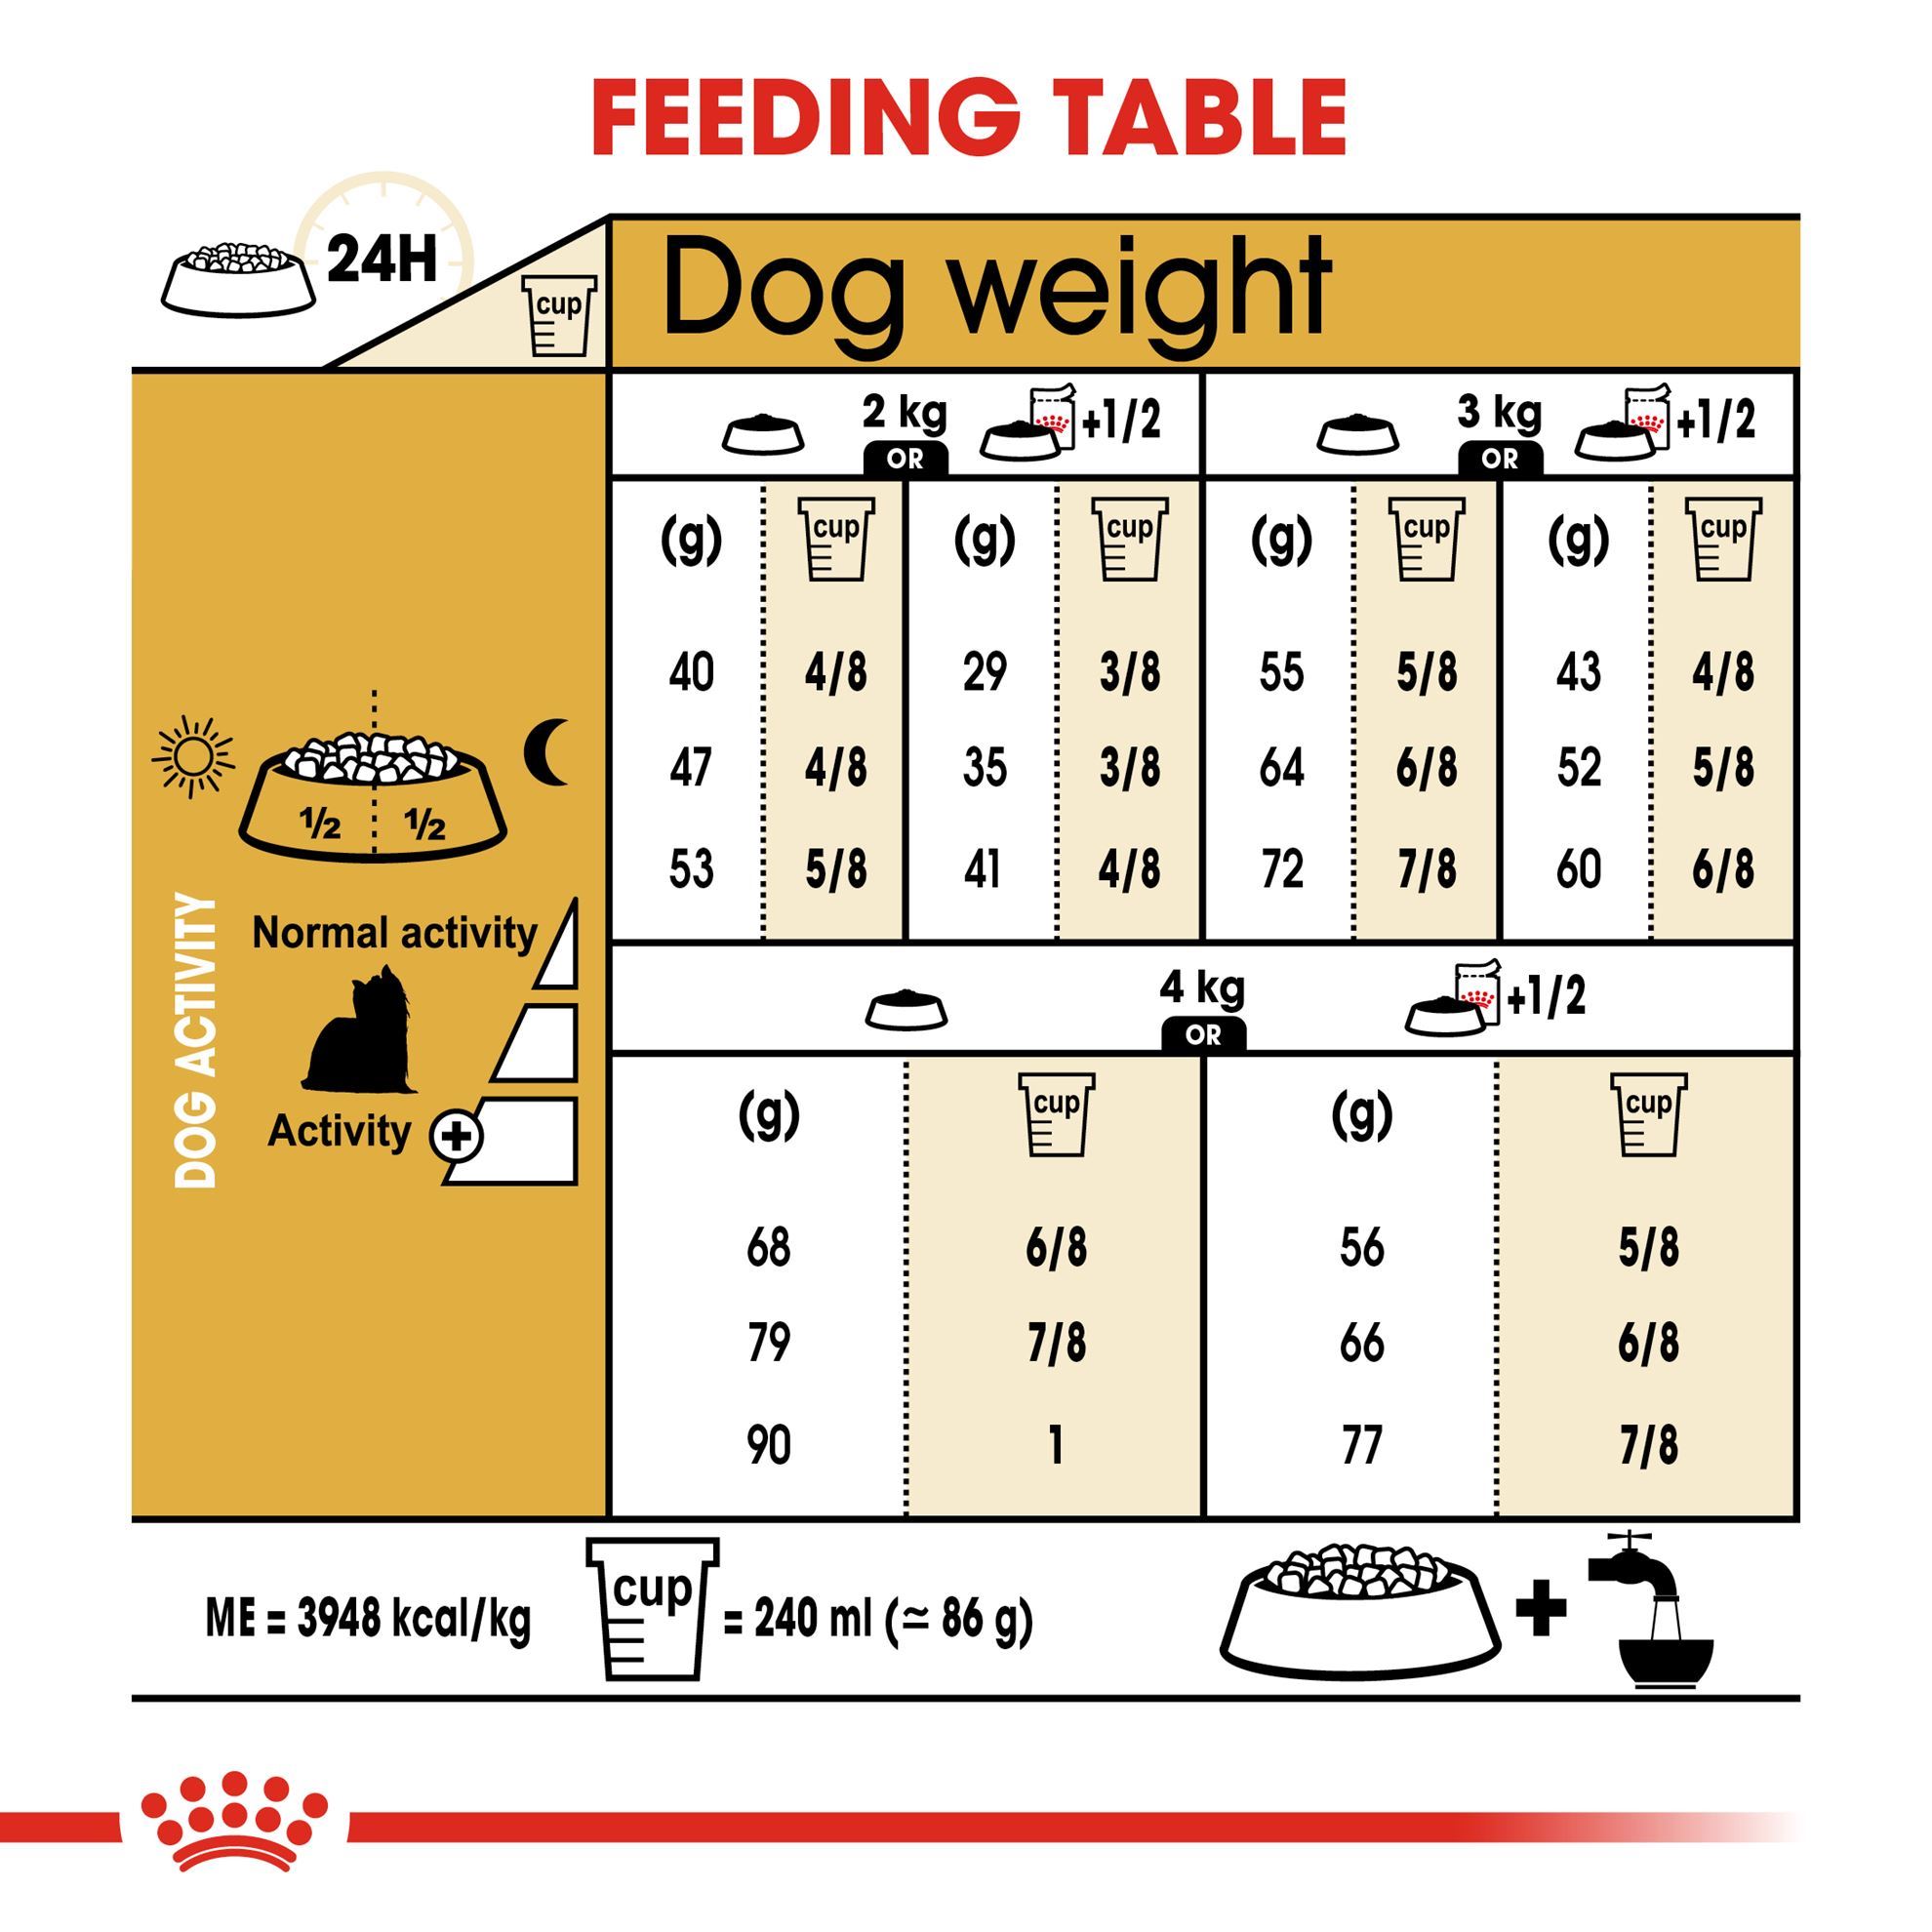 FEEDING TABLE
24H
cup
Dog weight
2 kg
OR
+1/2
3 kg
OR
+1/2
(g) cup (g) cup (g) cup (g) cup
40 4/8 29 3/8 55 5/8 43 4/8
47 4/8 35 3/8 64 6/8 52 5/8
53 5/8 41 4/8 72 7/8 60 6/8
½ ½
DOG ACTIVITY
Normal activity
Activity +
4 kg
OR
+1/2
(g) cup (g) cup
68 6/8 56 5/8
79 7/8 66 6/8
90 1 77 7/8
ME = 3948 kcal/kg
cup = 240 ml (≃ 86 g)
+